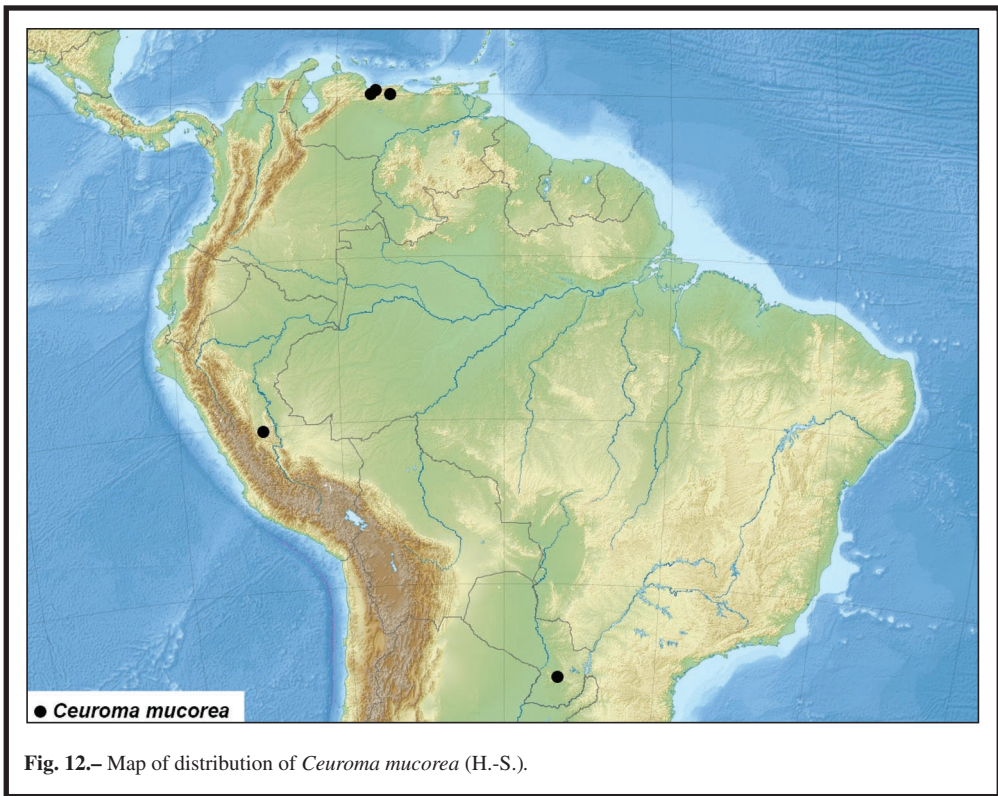 ● Ceuroma mucorea
Fig. 12.– Map of distribution of Ceuroma mucorea (H.-S.).